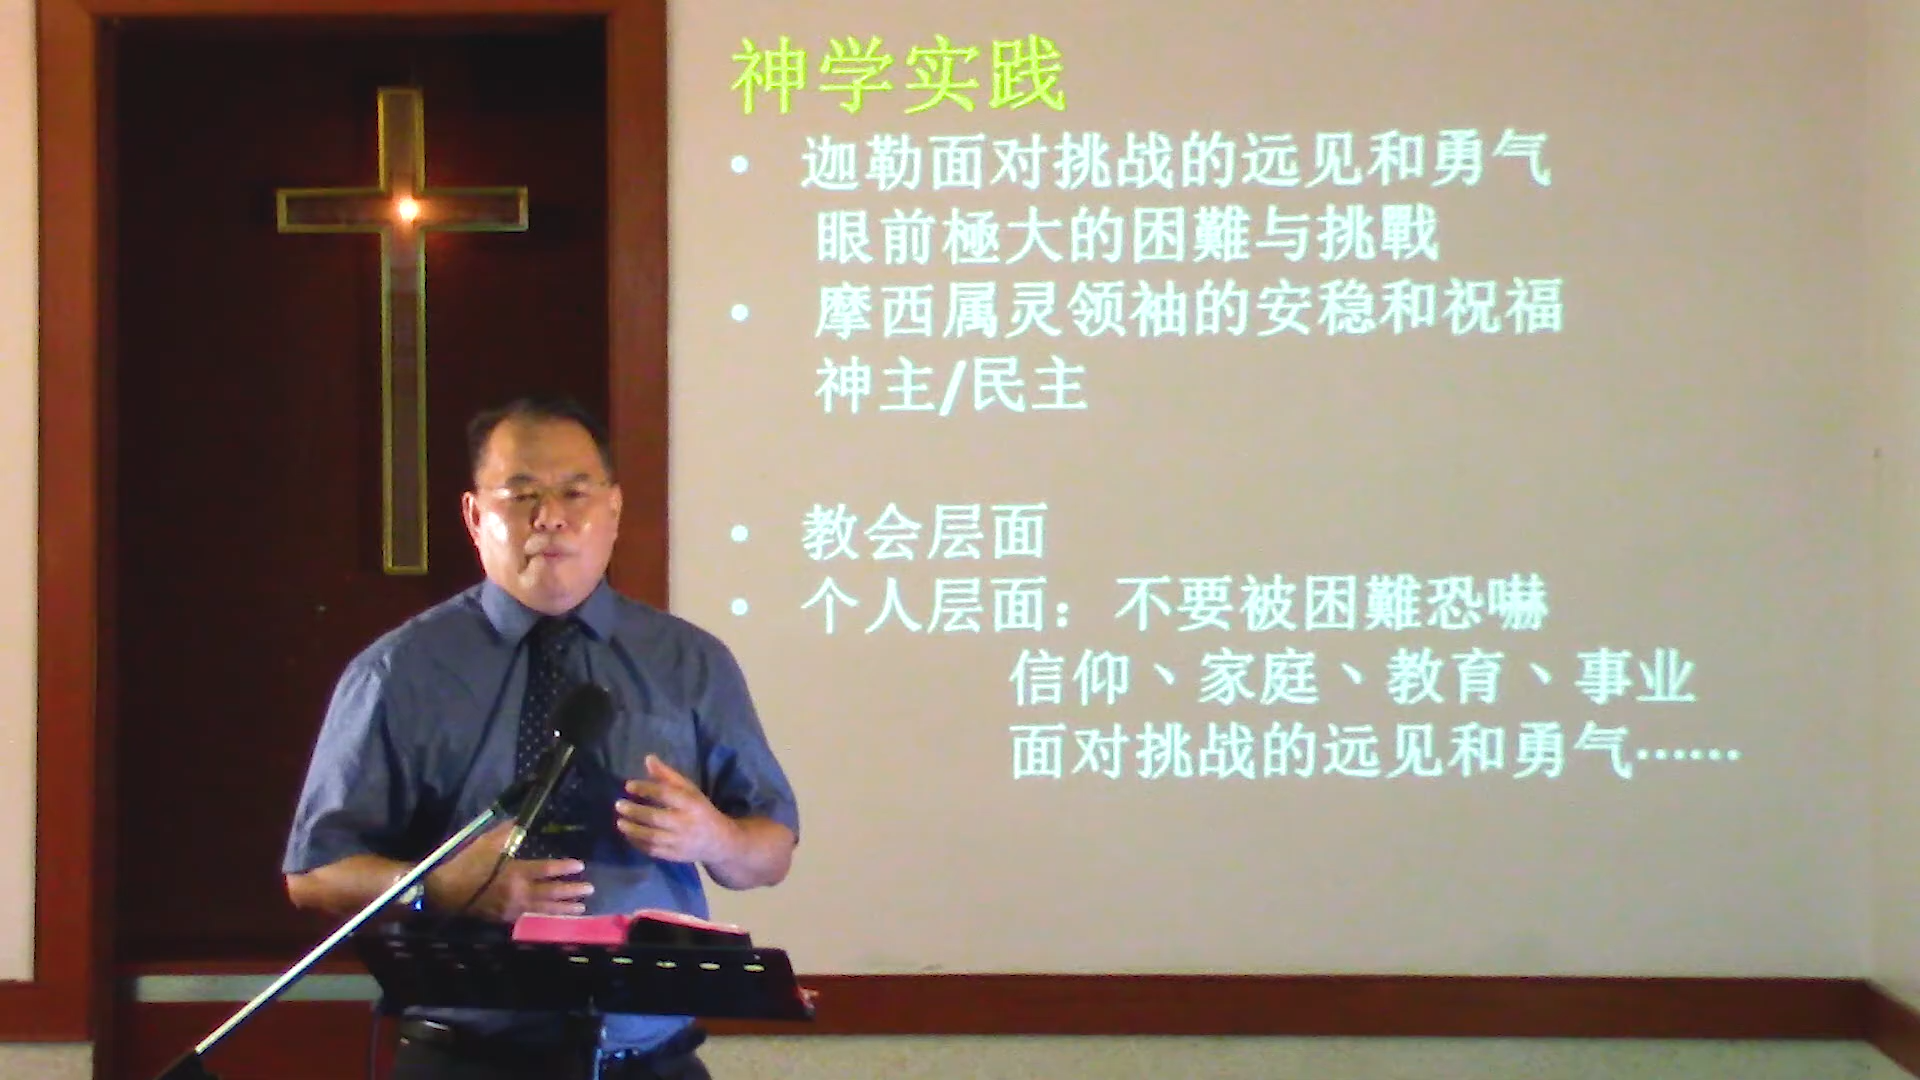 神学实践
• 迦勒面对挑战的远见和勇气
眼前極大的困難与挑戰
• 摩西属灵领袖的安稳和祝福
神主/民主
• 教会层面
• 个人层面：不要被困難恐嚇
信仰、家庭、教育、事业
面对挑战的远见和勇气……